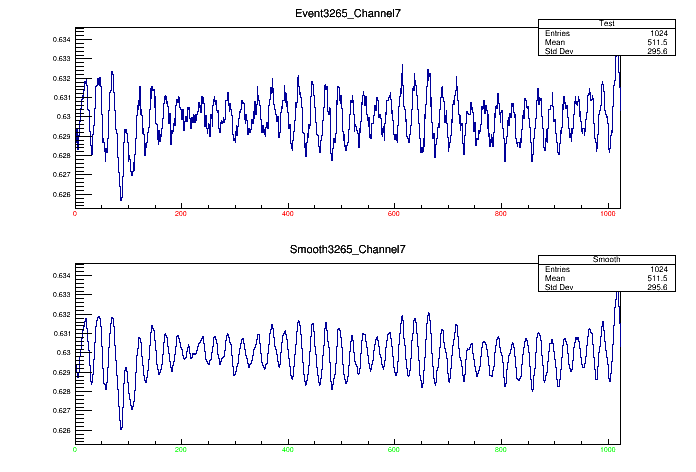 Event3265_Channel7
Test
Entries 1024
Mean 511.5
Std Dev 295.6
0.634
0.633
0.632
0.631
0.63
0.629
0.628
0.627
0.626
0 200 400 600 800 1000
Smooth3265_Channel7
Smooth
Entries 1024
Mean 511.5
Std Dev 295.6
0.634
0.633
0.632
0.631
0.63
0.629
0.628
0.627
0.626
0 200 400 600 800 1000